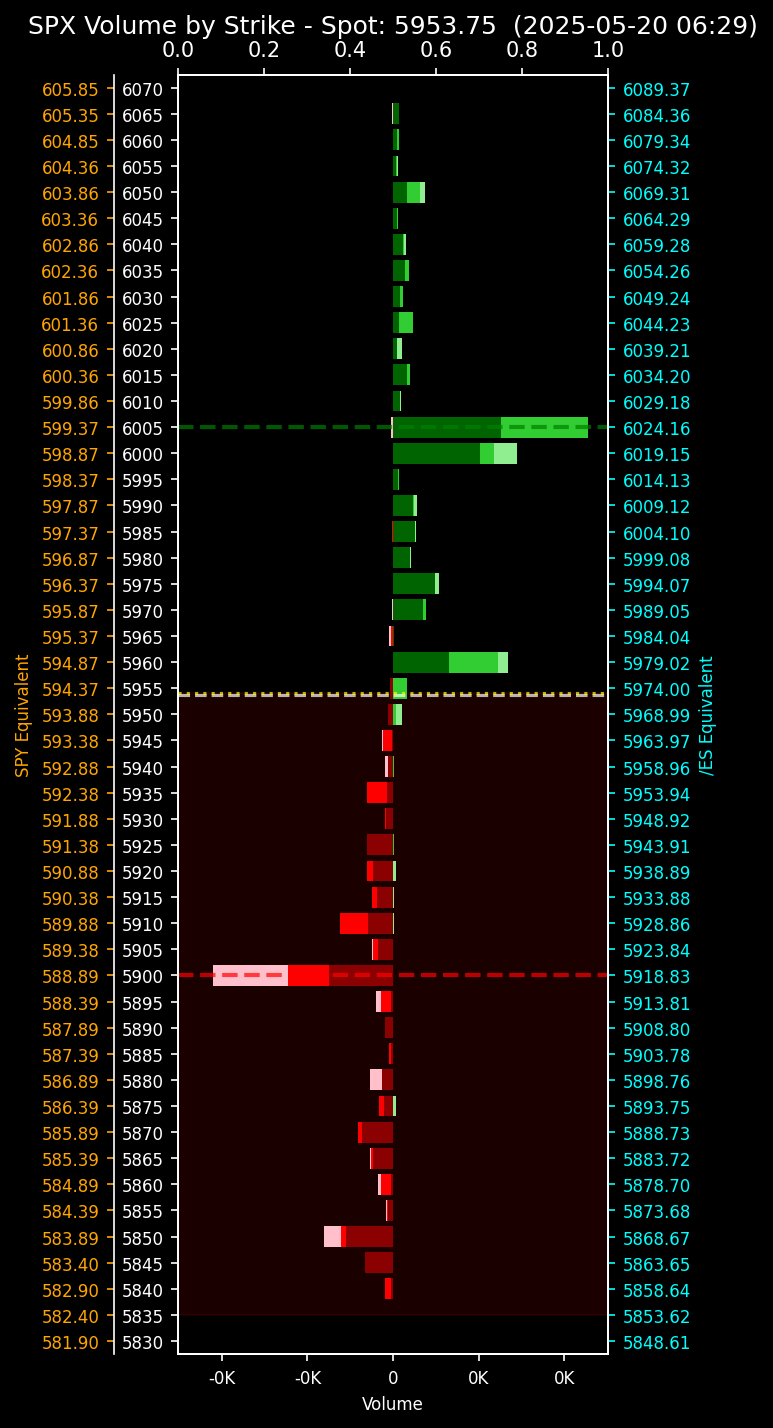 SPX Volume by Strike - Spot: 5953.75 (2025-05-20 06:29)
0.0 0.2 0.4 0.6 0.8 1.0
605.85 6070 6089.37
605.35 6065 6084.36
604.85 6060 6079.34
604.36 6055 6074.32
603.86 6050 6069.31
603.36 6045 6064.29
602.86 6040 6059.28
602.36 6035 6054.26
601.86 6030 6049.24
601.36 6025 6044.23
600.86 6020 6039.21
600.36 6015 6034.20
599.86 6010 6029.18
599.37 6005 6024.16
598.87 6000 6019.15
598.37 5995 6014.13
597.87 5990 6009.12
597.37 5985 6004.10
596.87 5980 5999.08
596.37 5975 5994.07
595.87 5970 5989.05
595.37 5965 5984.04
594.87 5960 5979.02
594.37 5955 5974.00
593.88 5950 5968.99
593.38 5945 5963.97
592.88 5940 5958.96
592.38 5935 5953.94
591.88 5930 5948.92
591.38 5925 5943.91
590.88 5920 5938.89
590.38 5915 5933.88
589.88 5910 5928.86
589.38 5905 5923.84
588.89 5900 5918.83
588.39 5895 5913.81
587.89 5890 5908.80
587.39 5885 5903.78
586.89 5880 5898.76
586.39 5875 5893.75
585.89 5870 5888.73
585.39 5865 5883.72
584.89 5860 5878.70
584.39 5855 5873.68
583.89 5850 5868.67
583.40 5845 5863.65
582.90 5840 5858.64
582.40 5835 5853.62
581.90 5830 5848.61
SPY Equivalent
/ES Equivalent
-0K -0K 0 0K 0K
Volume